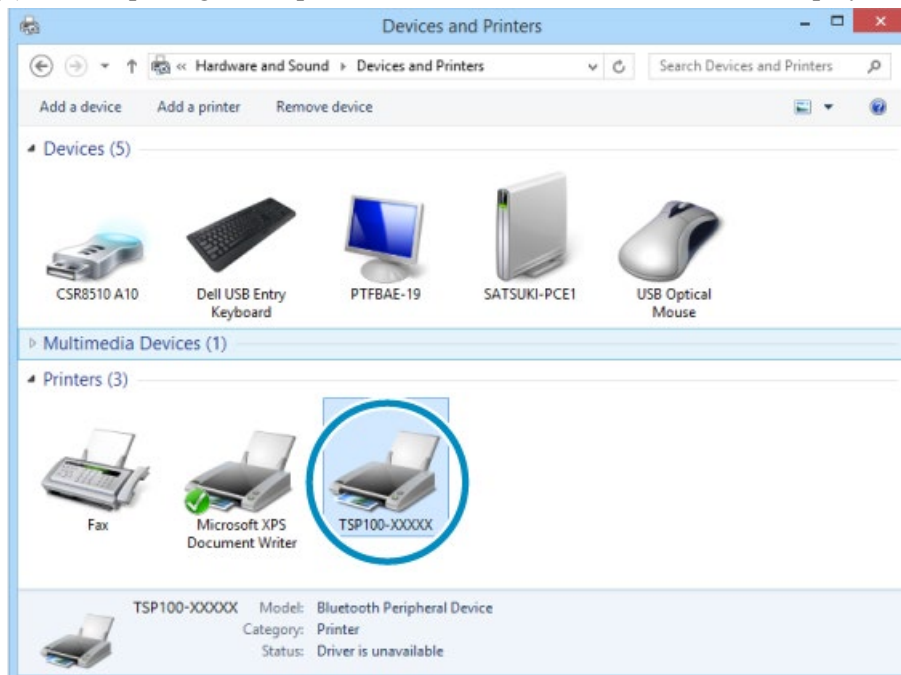 Devices and Printers
« Hardware and Sound ▸ Devices and Printers
Search Devices and Printers
Add a device Add a printer Remove device
Devices (5)
CSR8510 A10
Dell USB Entry
Keyboard
PTFBAE-19
SATSUKI-PCE1
USB Optical
Mouse
Multimedia Devices (1)
Printers (3)
Fax
Microsoft XPS
Document Writer
TSP100-XXXXX
TSP100-XXXXX Model: Bluetooth Peripheral Device
Category: Printer
Status: Driver is unavailable